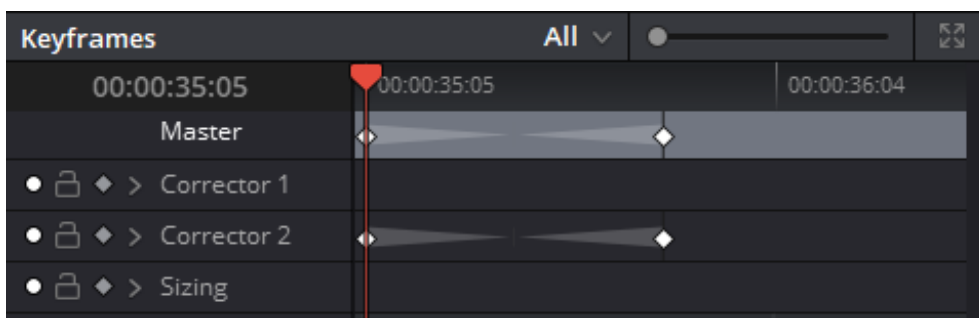 Keyframes All
00:00:35:05 00:00:35:05 00:00:36:04
Master
Corrector 1
Corrector 2
Sizing